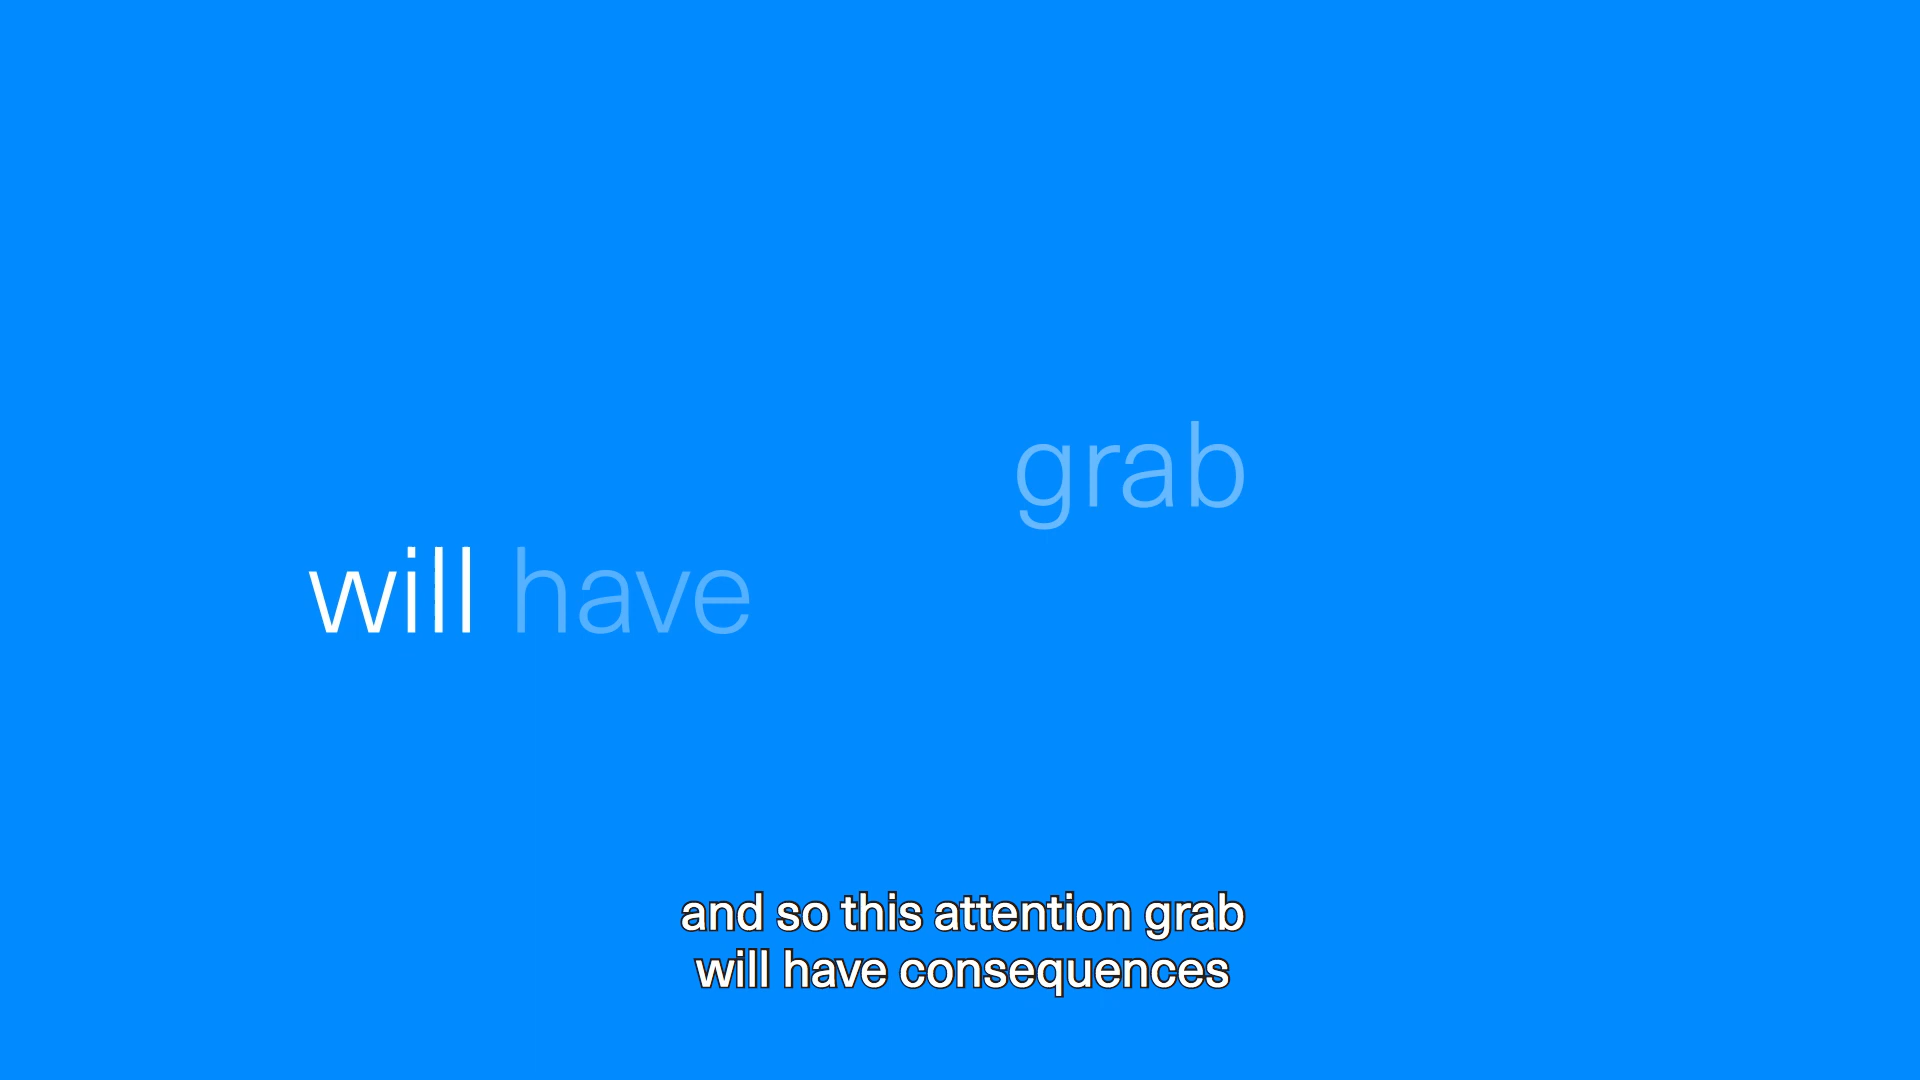 grab
will have
and so this attention grab
will have consequences